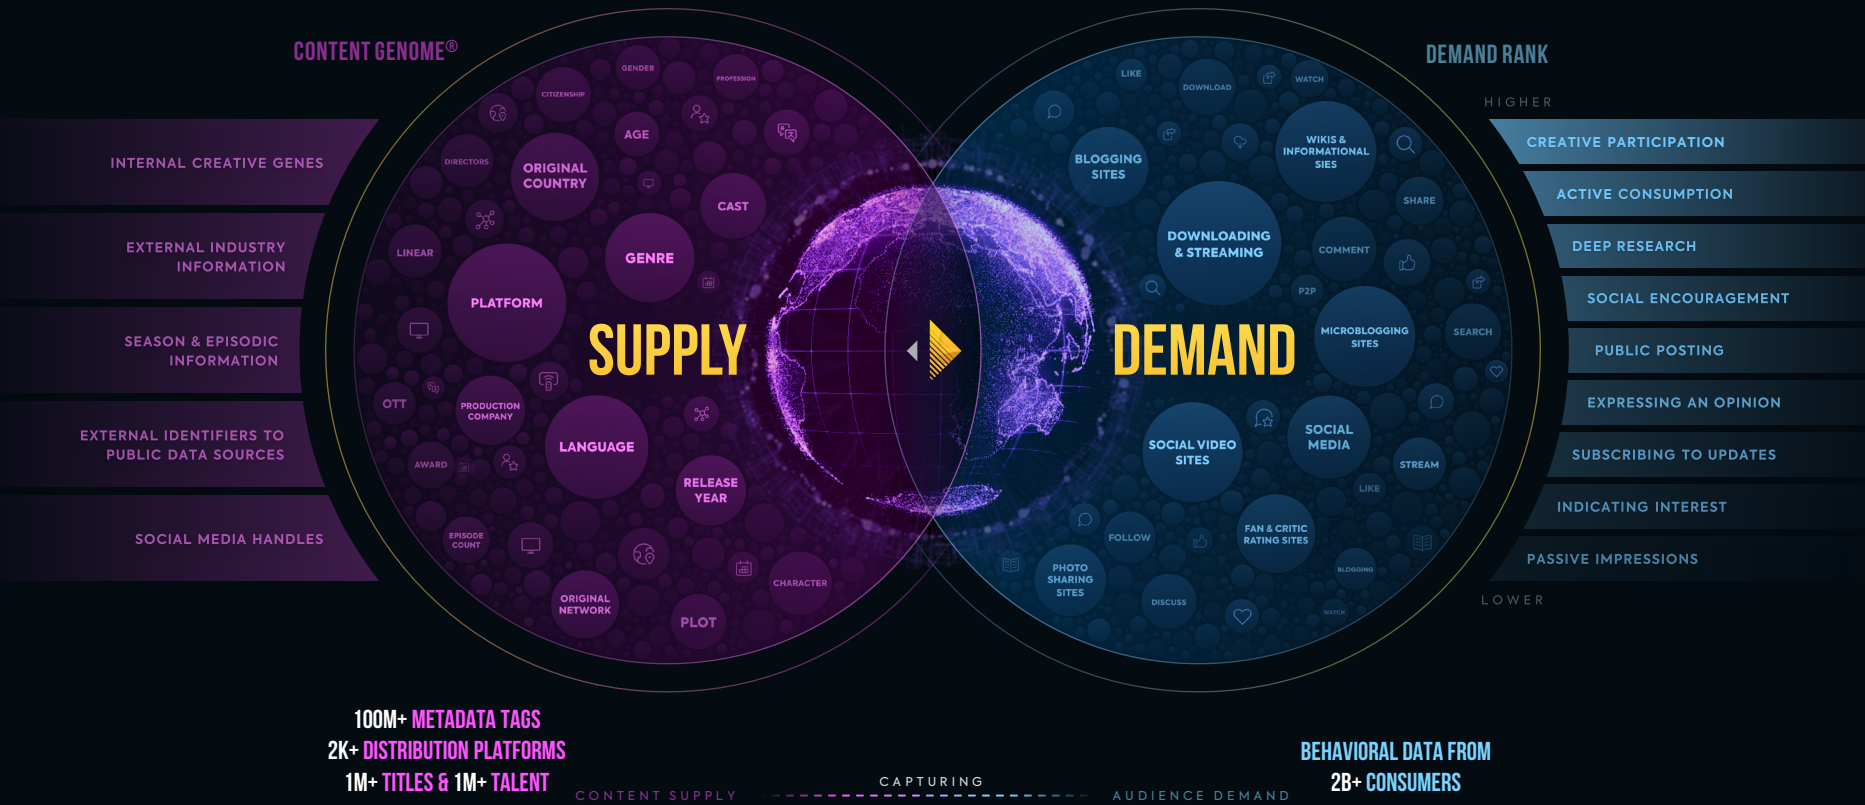 CONTENT GENOME®
INTERNAL CREATIVE GENES
EXTERNAL INDUSTRY
INFORMATION
SEASON & EPISODIC
INFORMATION
EXTERNAL IDENTIFIERS TO
PUBLIC DATA SOURCES
SOCIAL MEDIA HANDLES
GENDER
PROFESSION
CITIZENSHIP
AGE
DIRECTORS
ORIGINAL
COUNTRY
CAST
LINEAR
GENRE
PLATFORM
SUPPLY
OTT
PRODUCTION
COMPANY
LANGUAGE
AWARD
RELEASE
YEAR
EPISODE
COUNT
CHARACTER
ORIGINAL
NETWORK
PLOT
LIKE
DOWNLOAD
WATCH
BLOGGING
SITES
WIKIS &
INFORMATIONAL
SIES
SHARE
DOWNLOADING
& STREAMING
COMMENT
P2P
DEMAND
MICROBLOGGING
SITES
SEARCH
SOCIAL VIDEO
SITES
SOCIAL
MEDIA
STREAM
LIKE
FOLLOW
FAN & CRITIC
RATING SITES
PHOTO
SHARING
SITES
BLOGGING
DISCUSS
WATCH
DEMAND RANK
HIGHER
CREATIVE PARTICIPATION
ACTIVE CONSUMPTION
DEEP RESEARCH
SOCIAL ENCOURAGEMENT
PUBLIC POSTING
EXPRESSING AN OPINION
SUBSCRIBING TO UPDATES
INDICATING INTEREST
PASSIVE IMPRESSIONS
LOWER
100M+ METADATA TAGS
2K+ DISTRIBUTION PLATFORMS
1M+ TITLES & 1M+ TALENT
CONTENT SUPPLY
CAPTURING
AUDIENCE DEMAND
BEHAVIORAL DATA FROM
2B+ CONSUMERS